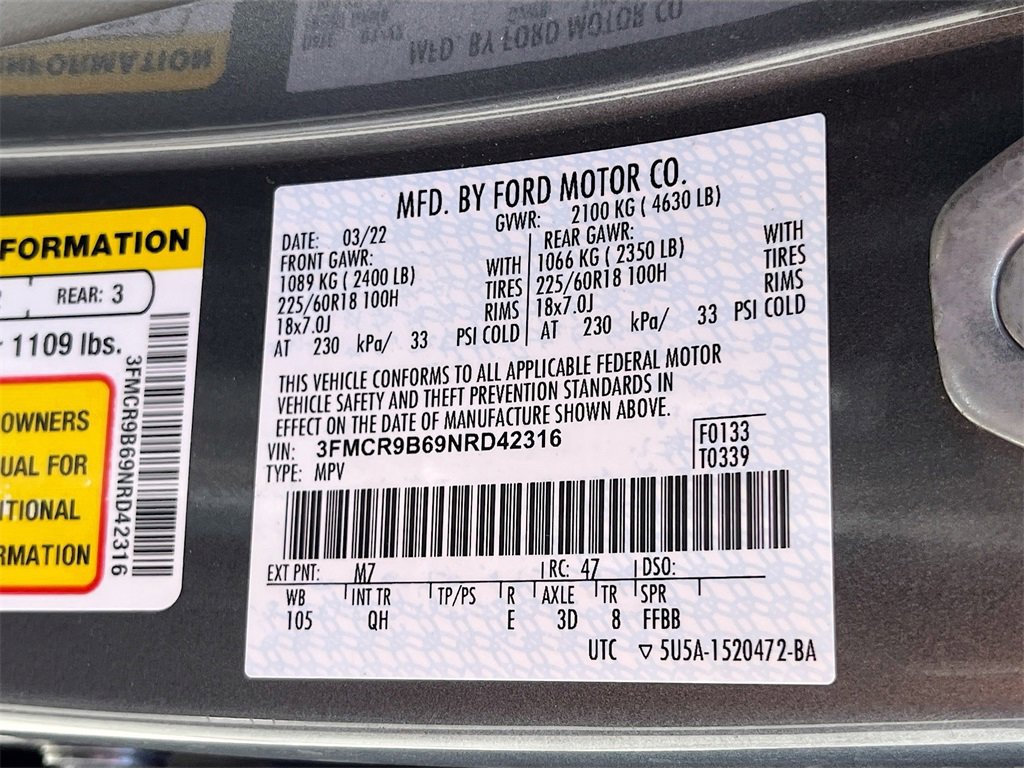 MFD. BY FORD MOTOR CO
INFORMATION
MFD. BY FORD MOTOR CO.
DATE: 03/22 GVWR: 2100 KG ( 4630 LB)
FRONT GAWR: REAR GAWR:
1089 KG ( 2400 LB) WITH 1066 KG ( 2350 LB) WITH
225/60R18 100H TIRES 225/60R18 100H TIRES
18x7.0J RIMS 18x7.0J RIMS
AT 230 kPa/ 33 PSI COLD AT 230 kPa/ 33 PSI COLD
THIS VEHICLE CONFORMS TO ALL APPLICABLE FEDERAL MOTOR
VEHICLE SAFETY AND THEFT PREVENTION STANDARDS IN
EFFECT ON THE DATE OF MANUFACTURE SHOWN ABOVE.
VIN: 3FMCR9B69NRD42316 F0133
TYPE: MPV T0339
EXT PNT: M7 RC: 47 DSO:
WB INT TR TP/PS R AXLE TR SPR
105 QH E 3D 8 FFBB
UTC ▽ 5U5A-1520472-BA
FORMATION
REAR: 3
1109 lbs.
3FMCR9B69NRD42316
OWNERS
UAL FOR
ITIONAL
RMATION